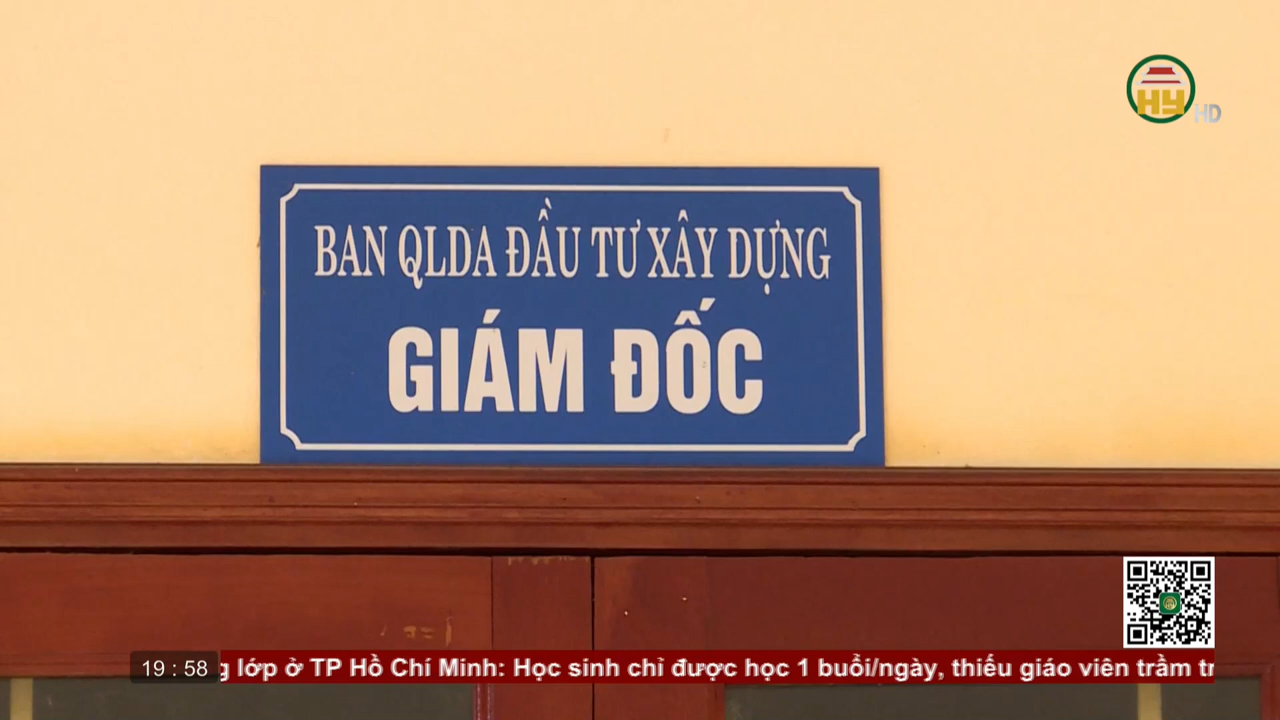 HY
HD
BAN QLDA ĐẦU TƯ XÂY DỰNG
GIÁM ĐỐC
19 : 58
lớp ở TP Hồ Chí Minh: Học sinh chỉ được học 1 buổi/ngày, thiếu giáo viên trầm